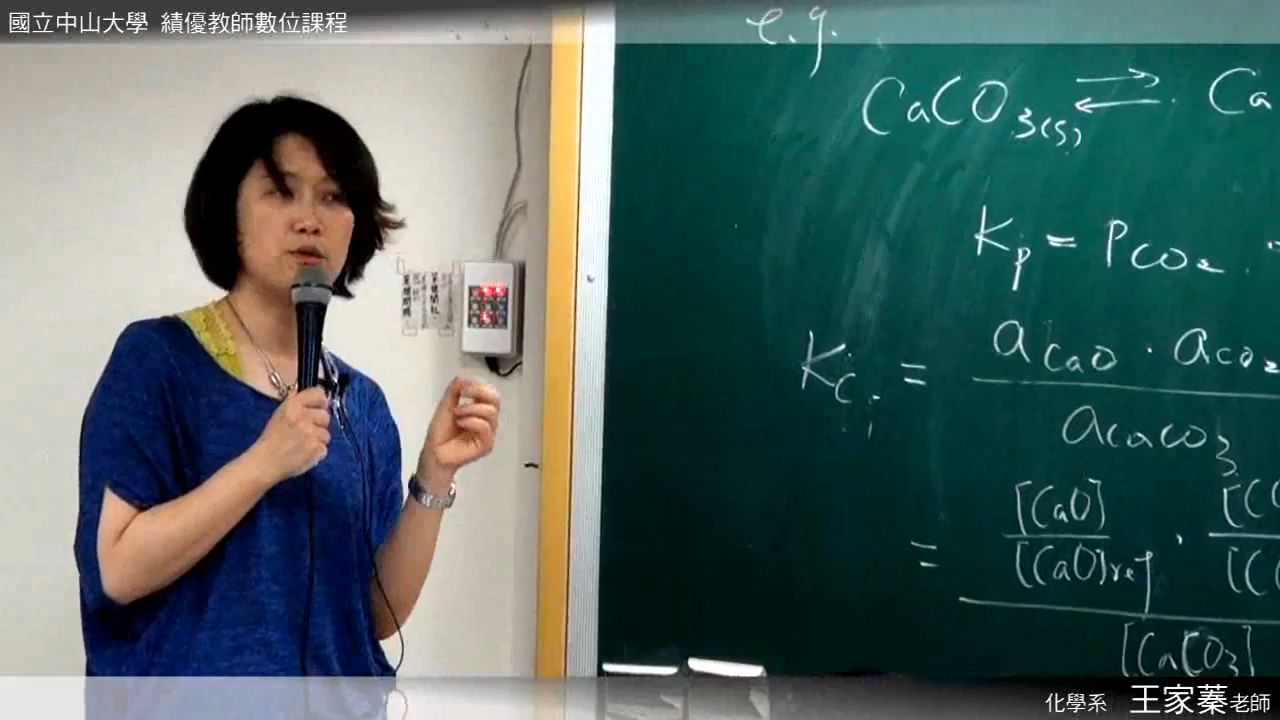 國立中山大學 績優教師數位課程
e.g.
CaCO3(s) ⇌ Ca
Kp = PCO2 .
Kc = aCaO · aCO2
aCaCO3
= [CaO] · [C
[CaO]ref [C
[CaCO3]
化學系 王家蓁老師